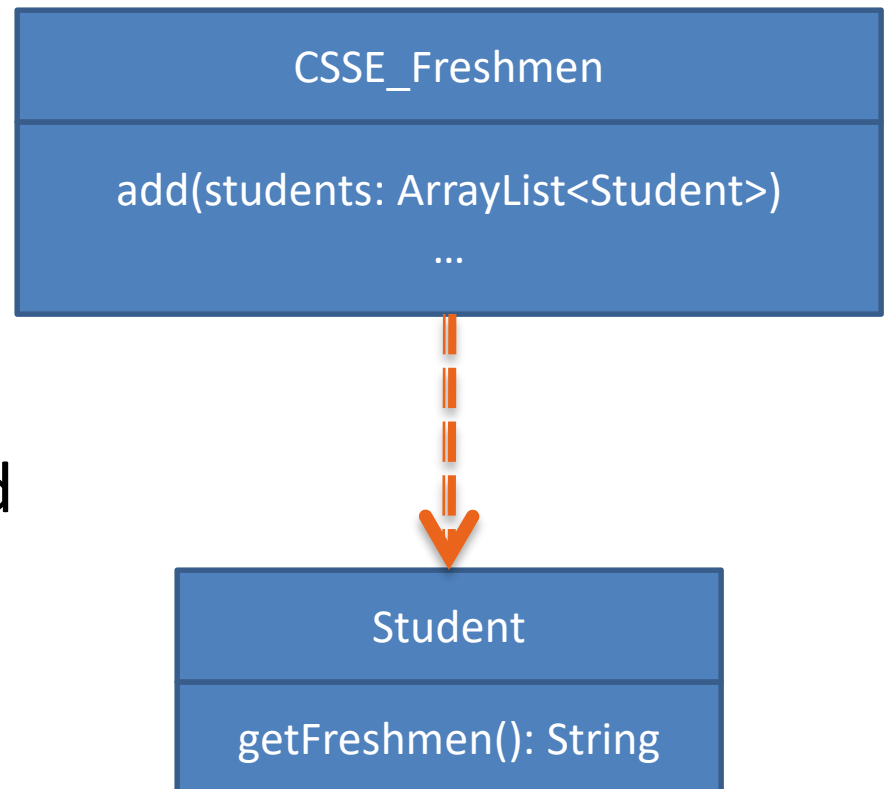 CSSE_Freshmen
add(students: ArrayList<Student>)
…
d
Student
getFreshmen(): String